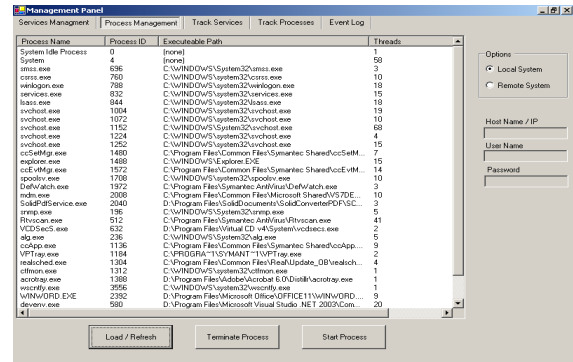 Management Panel
Services Managment Process Management Track Services Track Processes Event Log
Process Name Process ID Executeable Path Threads
System Idle Process 0 (none) 1
System 4 (none) 58
smss.exe 696 C:\WINDOWS\System32\smss.exe 3
csrss.exe 760 C:\WINDOWS\system32\csrss.exe 10
winlogon.exe 788 C:\WINDOWS\system32\winlogon.exe 18
services.exe 832 C:\WINDOWS\system32\services.exe 15
lsass.exe 844 C:\WINDOWS\system32\lsass.exe 18
svchost.exe 1004 C:\WINDOWS\system32\svchost.exe 19
svchost.exe 1072 C:\WINDOWS\system32\svchost.exe 10
svchost.exe 1152 C:\WINDOWS\System32\svchost.exe 68
svchost.exe 1224 C:\WINDOWS\system32\svchost.exe 4
svchost.exe 1252 C:\WINDOWS\system32\svchost.exe 15
ccSetMgr.exe 1480 C:\Program Files\Common Files\Symantec Shared\ccSetM... 7
explorer.exe 1488 C:\WINDOWS\Explorer.EXE 15
ccEvtMgr.exe 1572 C:\Program Files\Common Files\Symantec Shared\ccEvtM... 14
spoolsv.exe 1708 C:\WINDOWS\system32\spoolsv.exe 10
DefWatch.exe 1972 C:\Program Files\Symantec AntiVirus\DefWatch.exe 3
mdm.exe 2008 C:\Program Files\Common Files\Microsoft Shared\VS7DE... 10
SolidPdfService.exe 2040 D:\Program Files\SolidDocuments\SolidConverterPDF\SC... 3
snmp.exe 196 C:\WINDOWS\System32\snmp.exe 5
Rtvscan.exe 512 C:\Program Files\Symantec AntiVirus\Rtvscan.exe 41
VCDSecS.exe 632 D:\Program Files\Virtual CD v4\System\vcdsecs.exe 2
alg.exe 236 C:\WINDOWS\System32\alg.exe 5
ccApp.exe 1136 C:\Program Files\Common Files\Symantec Shared\ccApp.... 9
VPTray.exe 1184 C:\PROGRA~1\SYMANT~1\VPTray.exe 2
realsched.exe 1304 C:\Program Files\Common Files\Real\Update_OB\realsch... 4
ctfmon.exe 1312 C:\WINDOWS\system32\ctfmon.exe 1
acrotray.exe 1388 D:\Program Files\Adobe\Acrobat 6.0\Distillr\acrotray.exe 1
wscntfy.exe 3556 C:\WINDOWS\system32\wscntfy.exe 1
WINWORD.EXE 2392 D:\Program Files\Microsoft Office\OFFICE11\WINWORD.... 9
devenv.exe 580 D:\Program Files\Microsoft Visual Studio .NET 2003\Com... 20
Options
Local System
Remote System
Host Name / IP
User Name
Password
Load / Refresh Terminate Process Start Process